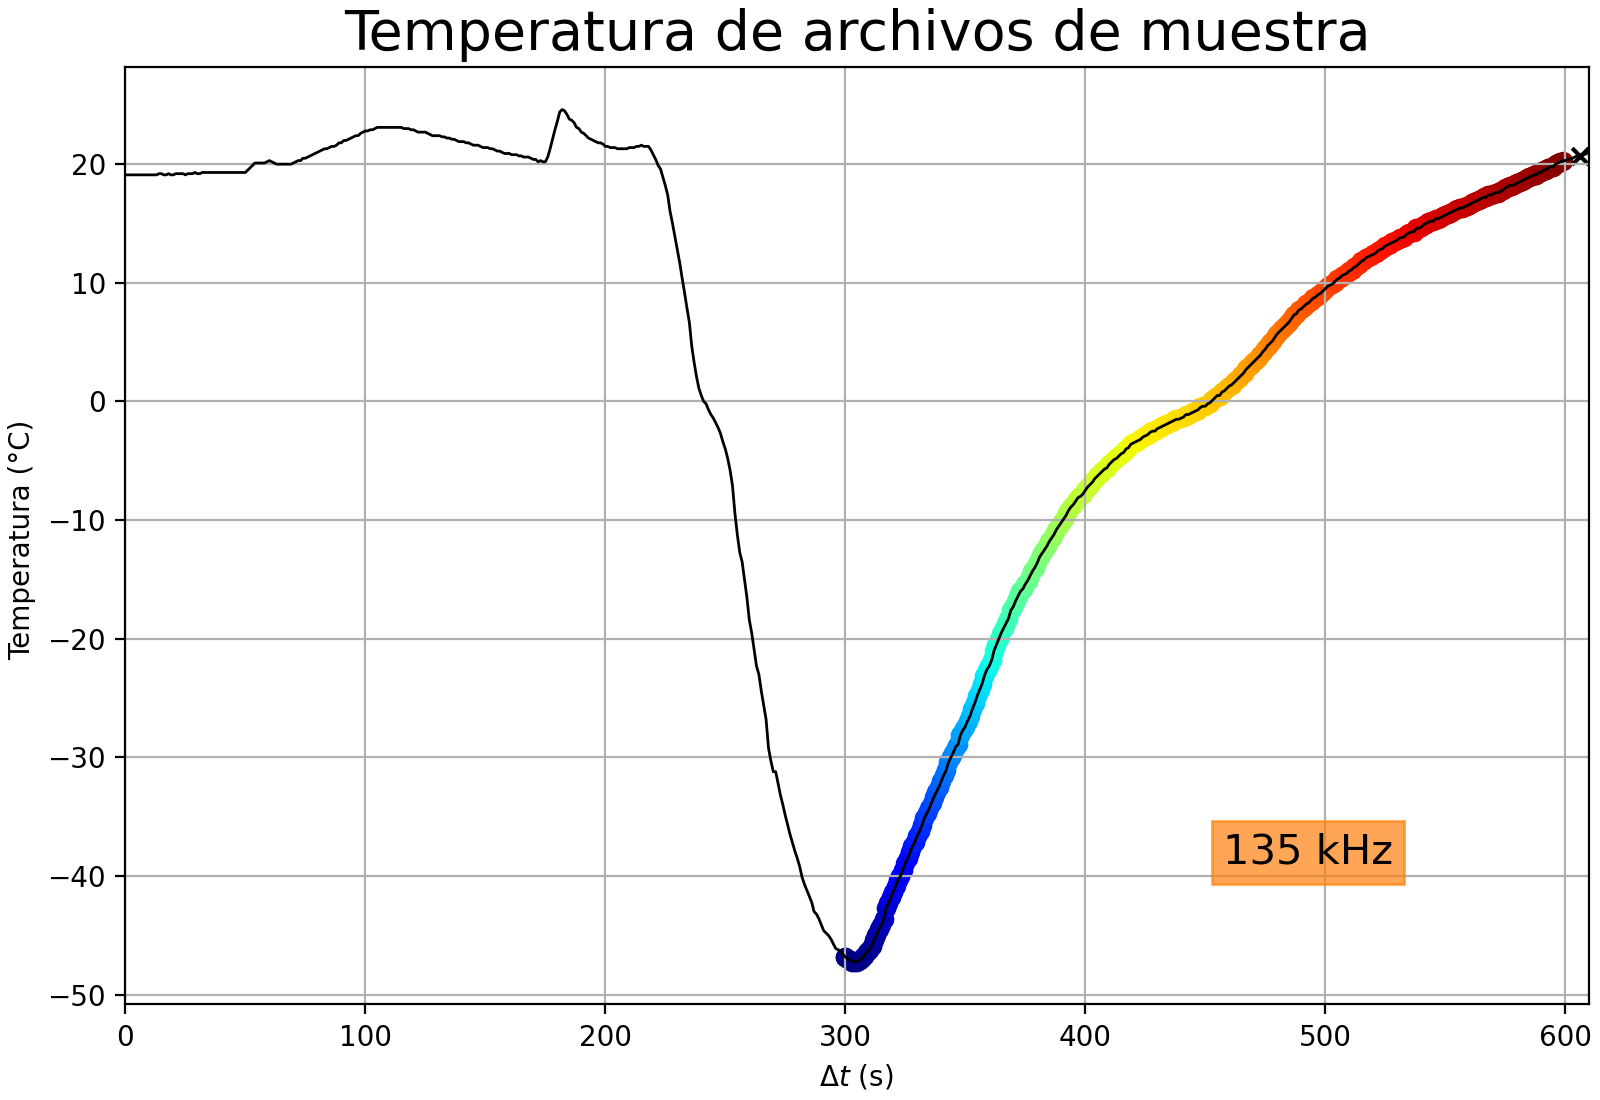 Temperatura de archivos de muestra
Temperatura (°C)
20
10
0
−10
−20
−30
−40
−50
135 kHz
0 100 200 300 400 500 600
Δt (s)